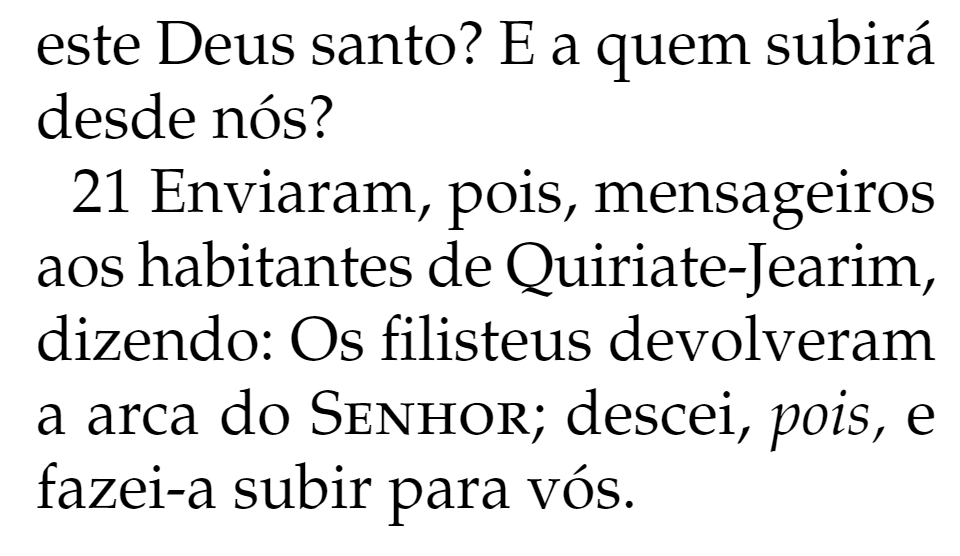 este Deus santo? E a quem subirá
desde nós?
21 Enviaram, pois, mensageiros
aos habitantes de Quiriate-Jearim,
dizendo: Os filisteus devolveram
a arca do SENHOR; descei, pois, e
fazei-a subir para vós.